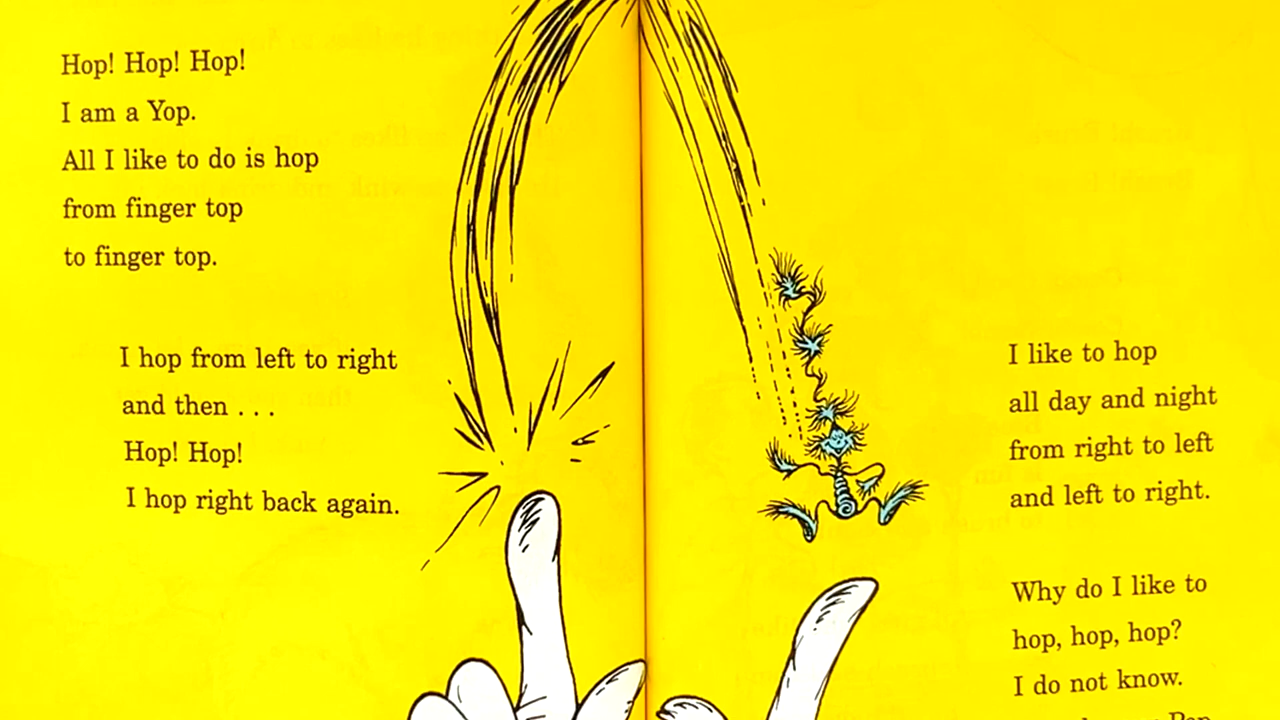 Hop! Hop! Hop!
I am a Yop.
All I like to do is hop
from finger top
to finger top.
I hop from left to right
and then . . .
Hop! Hop!
I hop right back again.
I like to hop
all day and night
from right to left
and left to right.
Why do I like to
hop, hop, hop?
I do not know.